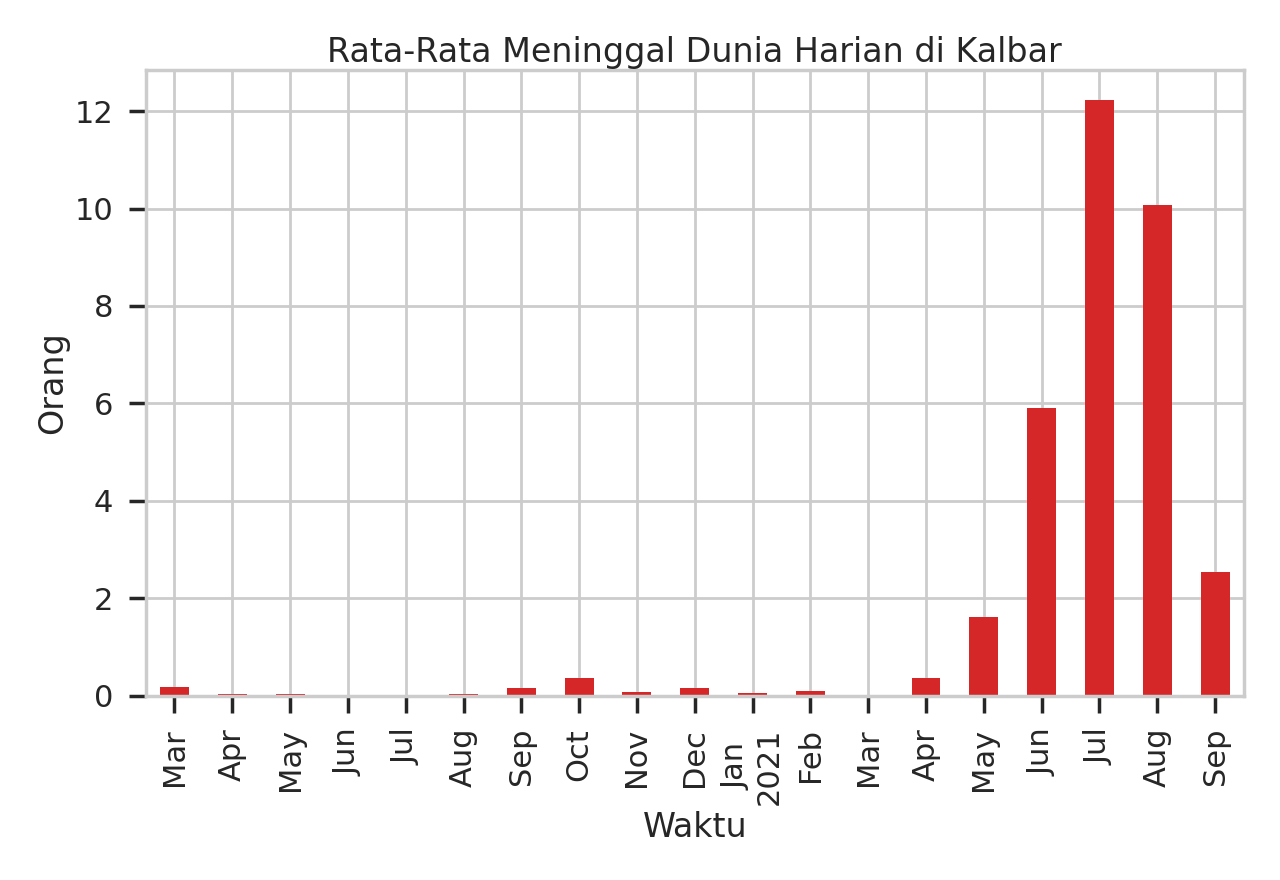 Rata-Rata Meninggal Dunia Harian di Kalbar
12
10
8
6
4
2
0
Orang
Mar
Apr
May
Jun
Jul
Aug
Sep
Oct
Nov
Dec
Jan
2021
Feb
Mar
Apr
May
Jun
Jul
Aug
Sep
Waktu